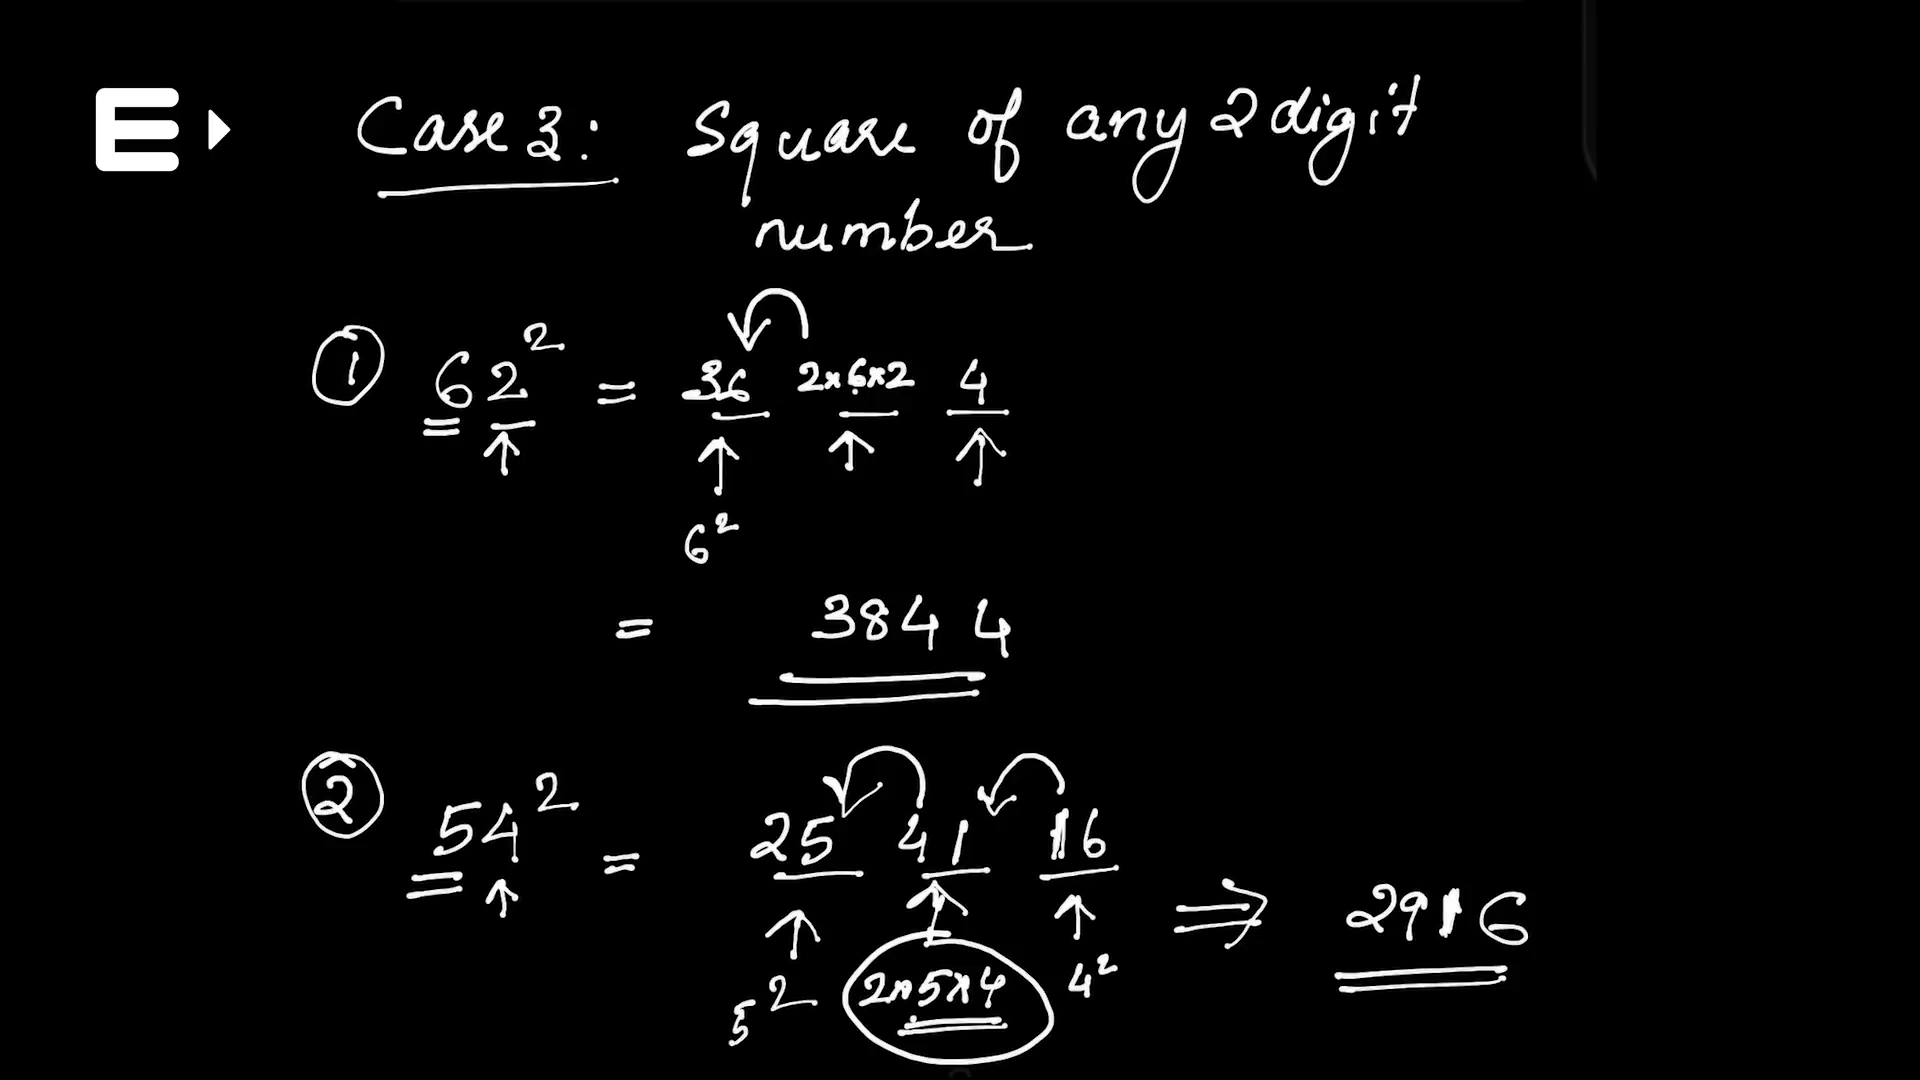 E
Case 3: Square of any 2 digit
number
① 62² = 36 2×6×2 4
6²
= 3844
② 54² = 25 41 16 ⇒ 2916
5² 2×5×4 4²